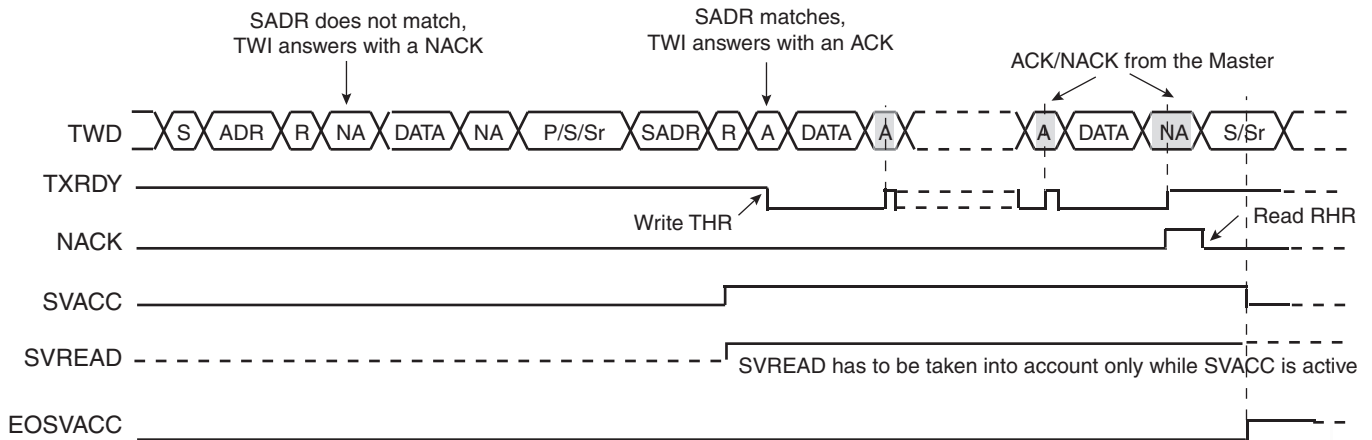 SADR does not match,
TWI answers with a NACK
SADR matches,
TWI answers with an ACK
ACK/NACK from the Master
TWD S ADR R NA DATA NA P/S/Sr SADR R A DATA A A DATA NA S/Sr
TXRDY
Write THR
Read RHR
NACK
SVACC
SVREAD
SVREAD has to be taken into account only while SVACC is active
EOSVACC